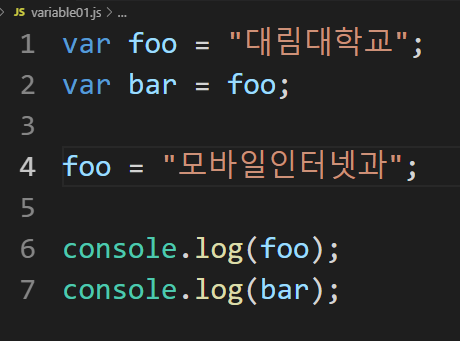 JS variable01.js > ...
1 var foo = "대림대학교";
2 var bar = foo;
3
4 foo = "모바일인터넷과";
5
6 console.log(foo);
7 console.log(bar);